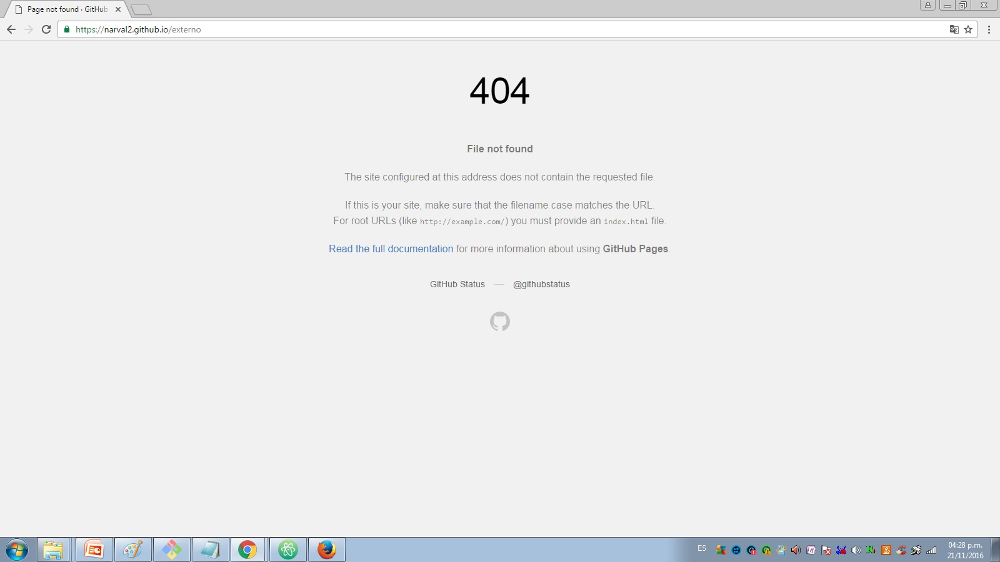 Page not found · GitHub
https://narval2.github.io/externo
404
File not found
The site configured at this address does not contain the requested file.
If this is your site, make sure that the filename case matches the URL.
For root URLs (like http://example.com/) you must provide an index.html file.
Read the full documentation for more information about using GitHub Pages.
GitHub Status — @githubstatus
ES
04:28 p.m.
21/11/2016